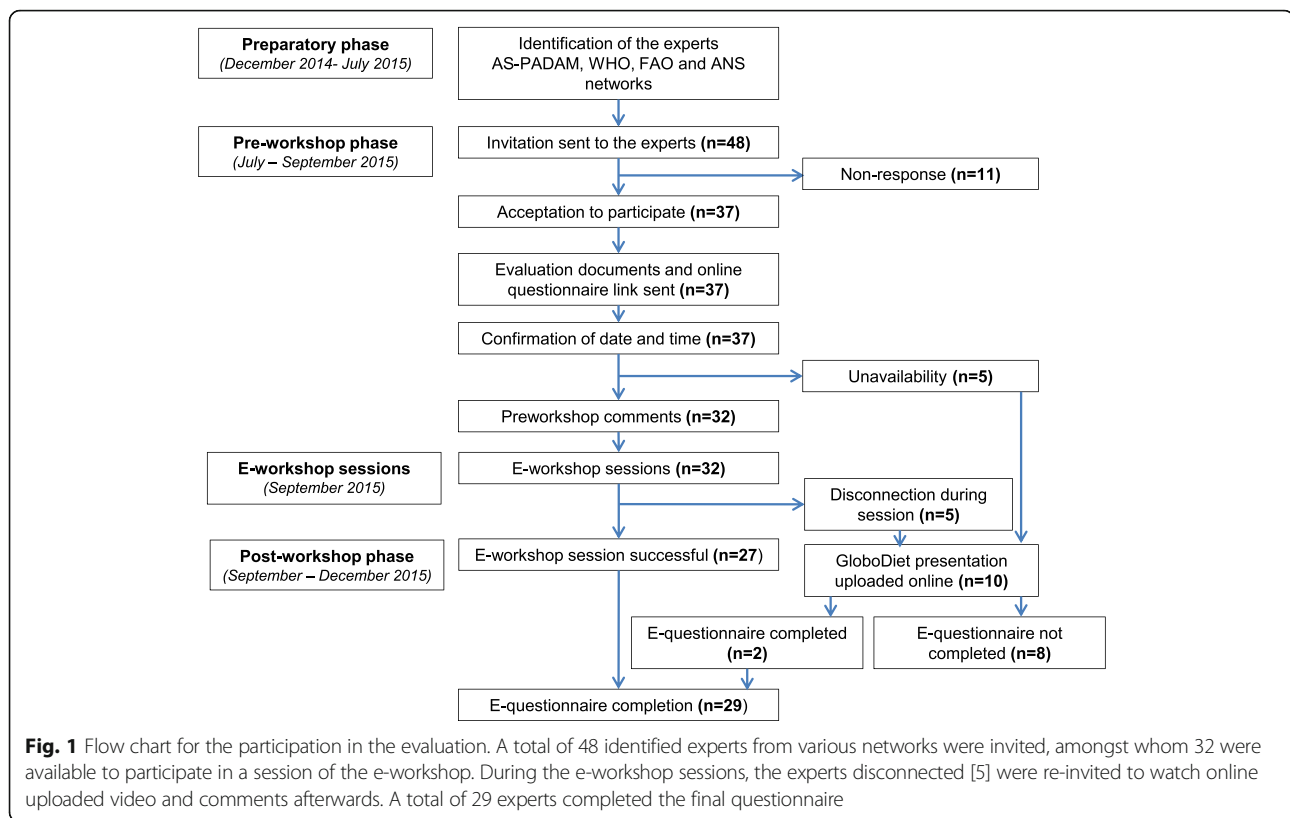 Preparatory phase
(December 2014- July 2015)
Identification of the experts
AS-PADAM, WHO, FAO and ANS
networks
Pre-workshop phase
(July – September 2015)
Invitation sent to the experts (n=48)
Non-response (n=11)
Acceptation to participate (n=37)
Evaluation documents and online
questionnaire link sent (n=37)
Confirmation of date and time (n=37)
Unavailability (n=5)
Preworkshop comments (n=32)
E-workshop sessions
(September 2015)
E-workshop sessions (n=32)
Disconnection during
session (n=5)
Post-workshop phase
(September – December 2015)
E-workshop session successful (n=27)
GloboDiet presentation
uploaded online (n=10)
E-questionnaire completed
(n=2)
E-questionnaire not
completed (n=8)
E-questionnaire completion (n=29)
Fig. 1 Flow chart for the participation in the evaluation. A total of 48 identified experts from various networks were invited, amongst whom 32 were
available to participate in a session of the e-workshop. During the e-workshop sessions, the experts disconnected [5] were re-invited to watch online
uploaded video and comments afterwards. A total of 29 experts completed the final questionnaire